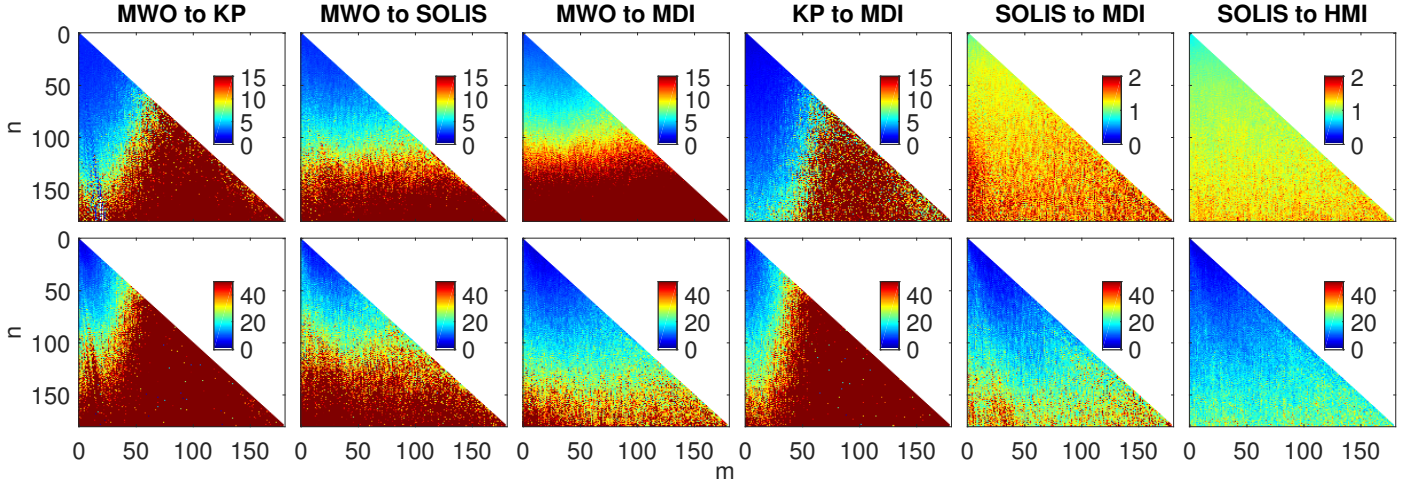 MWO to KP MWO to SOLIS MWO to MDI KP to MDI SOLIS to MDI SOLIS to HMI
0
50 15 15 15 15 2 2
n 100 10 10 10 10 1 1
5 5 5 5
150 0 0 0 0 0 0
0
50 40 40 40 40 40 40
n 100 20 20 20 20 20 20
0 0 0 0 0 0
150
0 50 100 150 0 50 100 150 0 50 100 150 0 50 100 150 0 50 100 150 0 50 100 150
m